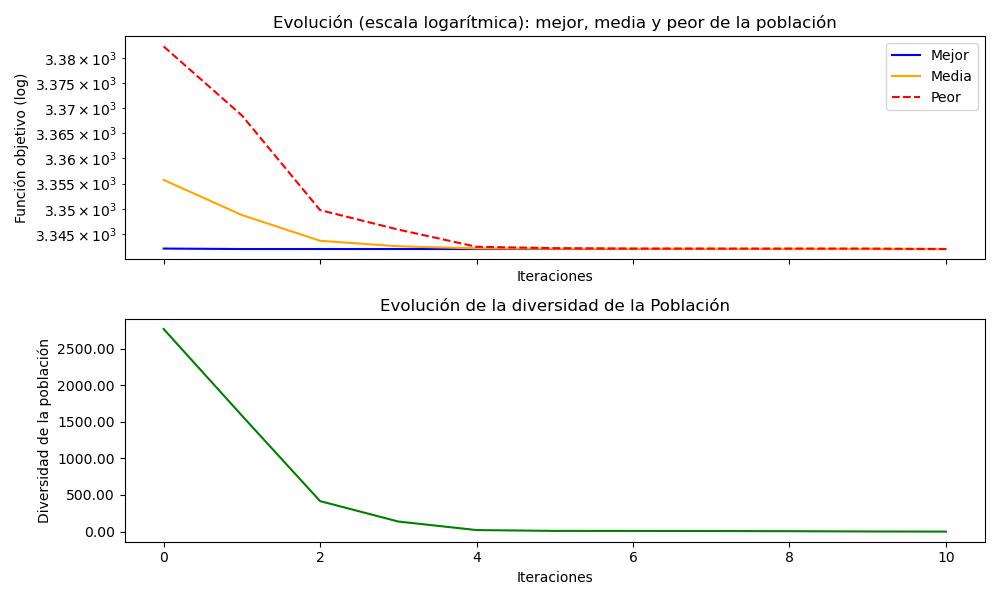 Evolución (escala logarítmica): mejor, media y peor de la población
Función objetivo (log)
3.38 × 10³
3.375 × 10³
3.37 × 10³
3.365 × 10³
3.36 × 10³
3.355 × 10³
3.35 × 10³
3.345 × 10³
Mejor
Media
Peor
Iteraciones
Evolución de la diversidad de la Población
Diversidad de la población
2500.00
2000.00
1500.00
1000.00
500.00
0.00
0 2 4 6 8 10
Iteraciones